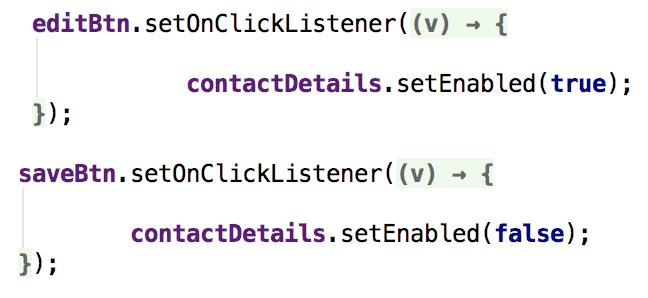 editBtn.setOnClickListener((v) → {
contactDetails.setEnabled(true);
});
saveBtn.setOnClickListener((v) → {
contactDetails.setEnabled(false);
});